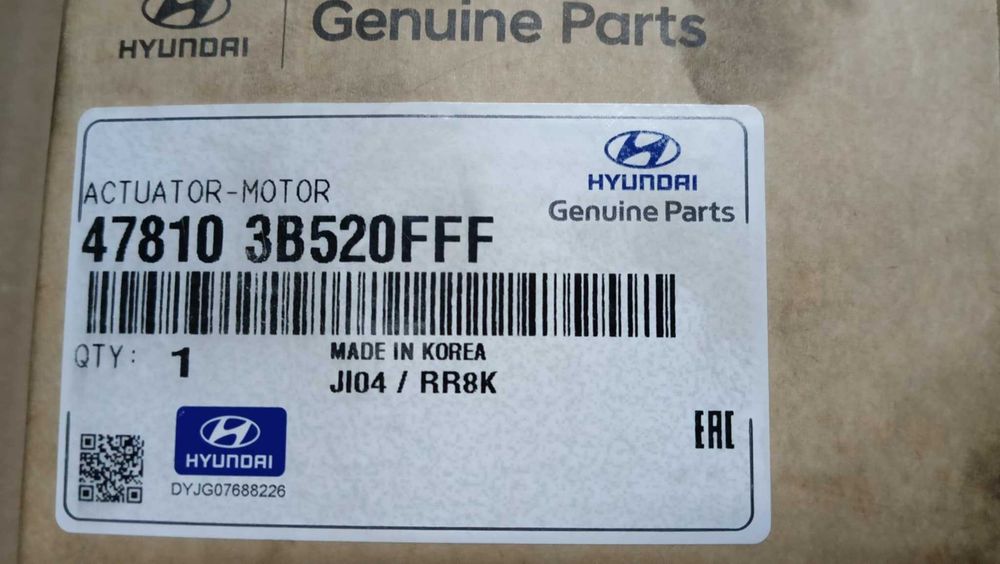 HYUNDAI
Genuine Parts
HYUNDAI
Genuine Parts
ACTUATOR-MOTOR
47810 3B520FFF
QTY: 1
MADE IN KOREA
JI04 / RR8K
EAC
HYUNDAI
DYJG07688226